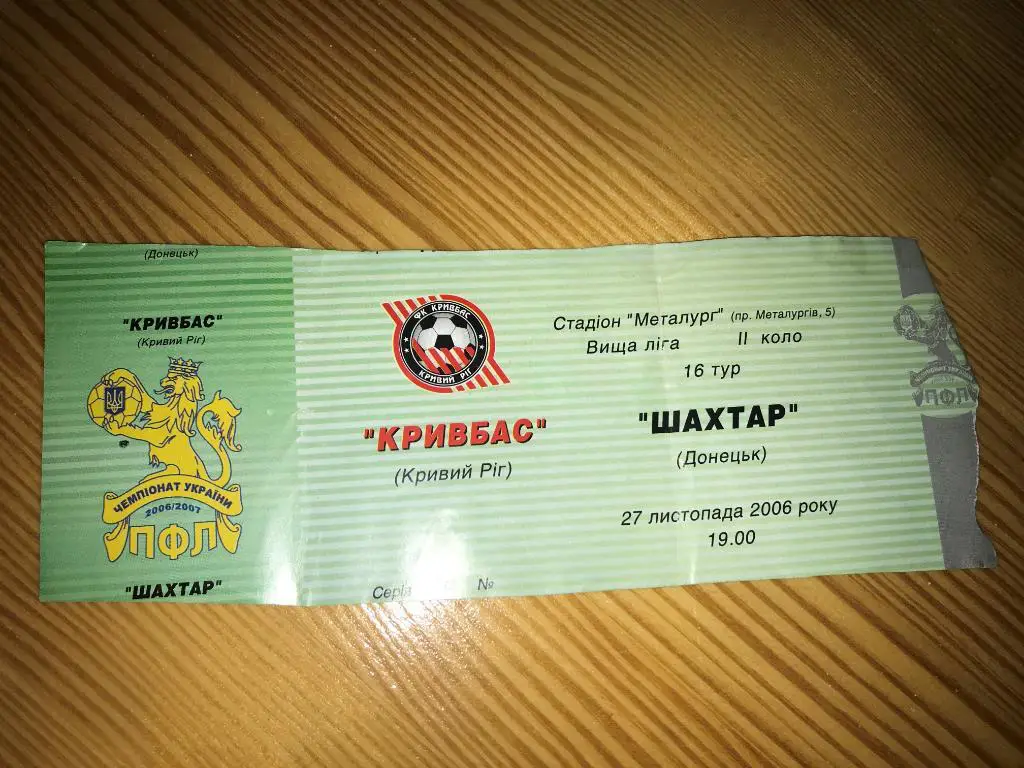 (Донецьк)
"КРИВБАС"
(Кривий Ріг)
ЧЕМПІОНАТ УКРАЇНИ
2006/2007
ПФЛ
"ШАХТАР"
ФК КРИВБАС
КРИВИЙ РІГ
"КРИВБАС"
(Кривий Ріг)
Серія
№
Стадіон "Металург" (пр. Металургів, 5)
Вища ліга II коло
16 тур
"ШАХТАР"
(Донецьк)
27 листопада 2006 року
19.00
ЧЕМПІОНАТ УКРАЇНИ
ПФЛ